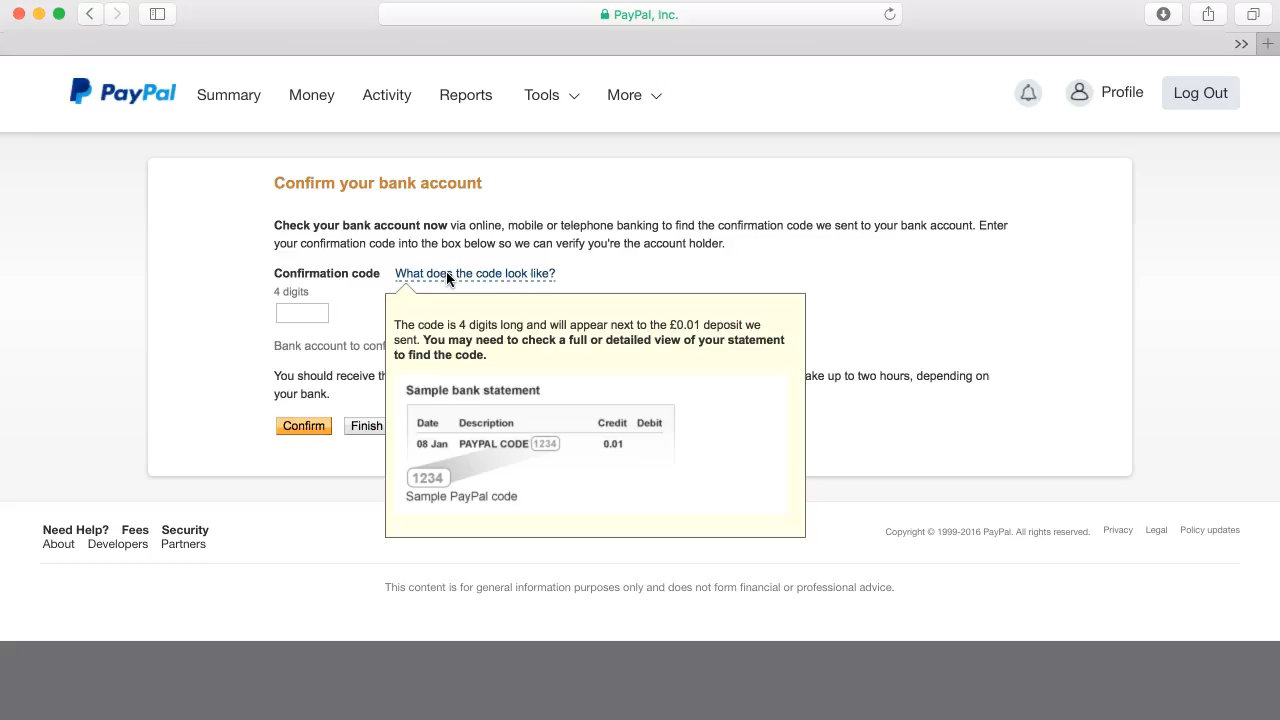 PayPal, Inc.
PayPal
Summary
Money
Activity
Reports
Tools
More
Profile
Log Out
Confirm your bank account
Check your bank account now via online, mobile or telephone banking to find the confirmation code we sent to your bank account. Enter
your confirmation code into the box below so we can verify you're the account holder.
Confirmation code
What does the code look like?
4 digits
The code is 4 digits long and will appear next to the £0.01 deposit we
sent. You may need to check a full or detailed view of your statement
to find the code.
Sample bank statement
Date Description Credit Debit
08 Jan PAYPAL CODE 1234 0.01
1234
Sample PayPal code
Bank account to
You should receive ake up to two hours, depending on
your bank.
Confirm
Finish
Need Help? Fees Security
About Developers Partners
Copyright © 1999-2016 PayPal. All rights reserved. Privacy Legal Policy updates
This content is for general information purposes only and does not form financial or professional advice.